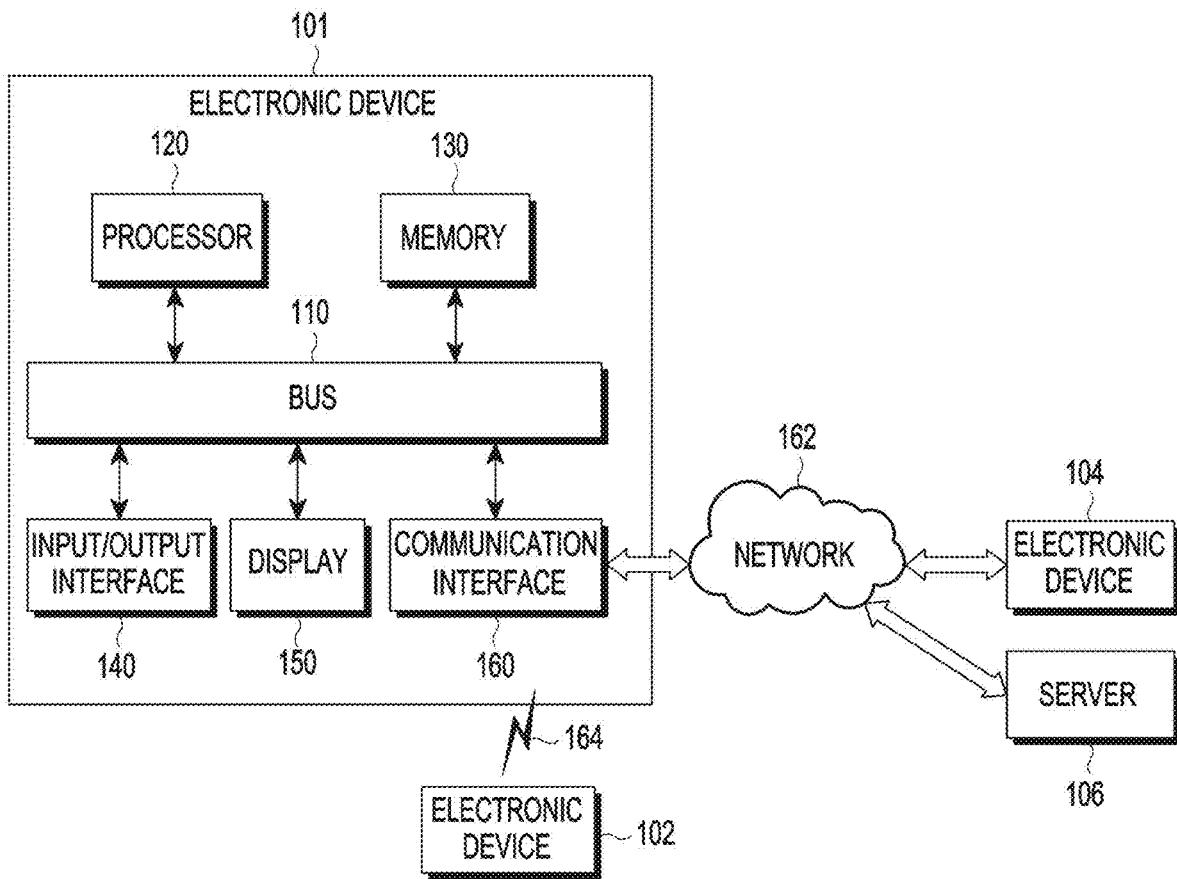 101
ELECTRONIC DEVICE
120
130
PROCESSOR
MEMORY
110
BUS
162
104
INPUT/OUTPUT
INTERFACE
DISPLAY
COMMUNICATION
INTERFACE
NETWORK
ELECTRONIC
DEVICE
140
150
160
SERVER
164
106
ELECTRONIC
DEVICE
102